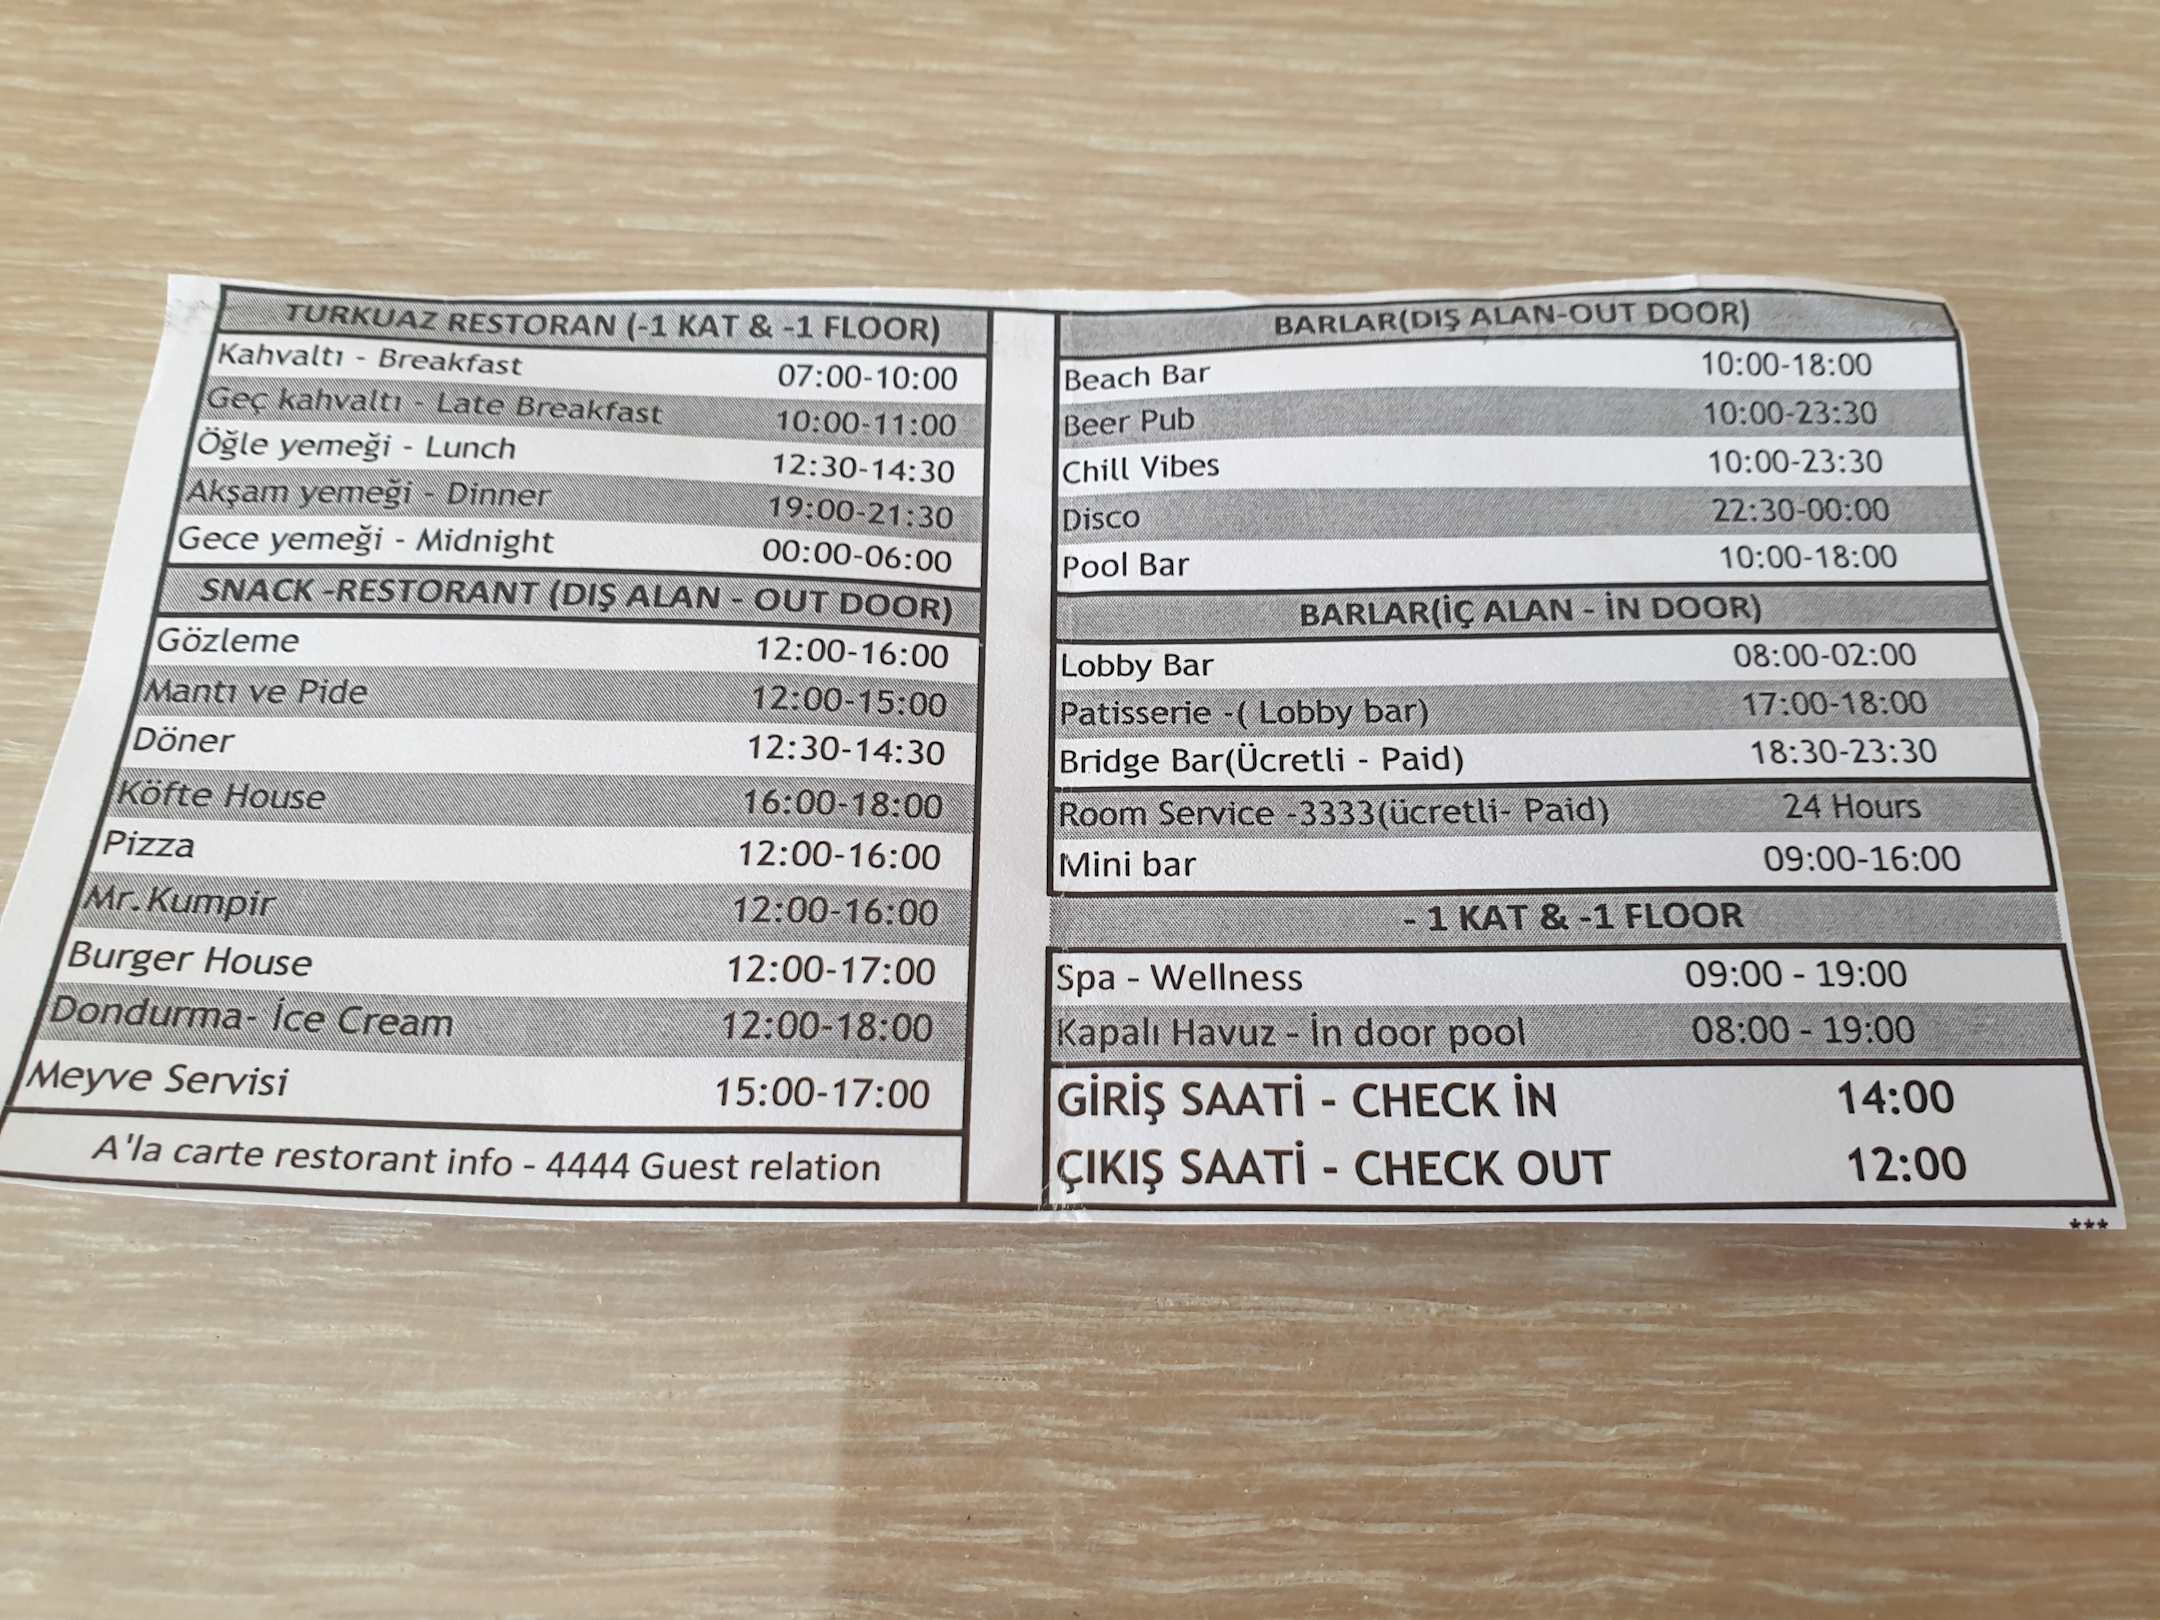 TURKUAZ RESTORAN (-1 KAT & -1 FLOOR)
Kahvaltı - Breakfast 07:00-10:00
Geç kahvaltı - Late Breakfast 10:00-11:00
Öğle yemeği - Lunch 12:30-14:30
Akşam yemeği - Dinner 19:00-21:30
Gece yemeği - Midnight 00:00-06:00
SNACK -RESTORANT (DIŞ ALAN - OUT DOOR)
Gözleme 12:00-16:00
Mantı ve Pide 12:00-15:00
Döner 12:30-14:30
Köfte House 16:00-18:00
Pizza 12:00-16:00
Mr.Kumpir 12:00-16:00
Burger House 12:00-17:00
Dondurma- İce Cream 12:00-18:00
Meyve Servisi 15:00-17:00
A'la carte restorant info - 4444 Guest relation
BARLAR(DIŞ ALAN-OUT DOOR)
Beach Bar 10:00-18:00
Beer Pub 10:00-23:30
Chill Vibes 10:00-23:30
Disco 22:30-00:00
Pool Bar 10:00-18:00
BARLAR(İÇ ALAN - İN DOOR)
Lobby Bar 08:00-02:00
Patisserie -( Lobby bar) 17:00-18:00
Bridge Bar(Ücretli - Paid) 18:30-23:30
Room Service -3333(ücretli- Paid) 24 Hours
Mini bar 09:00-16:00
- 1 KAT & -1 FLOOR
Spa - Wellness 09:00 - 19:00
Kapalı Havuz - İn door pool 08:00 - 19:00
GİRİŞ SAATİ - CHECK İN 14:00
ÇIKIŞ SAATİ - CHECK OUT 12:00
***